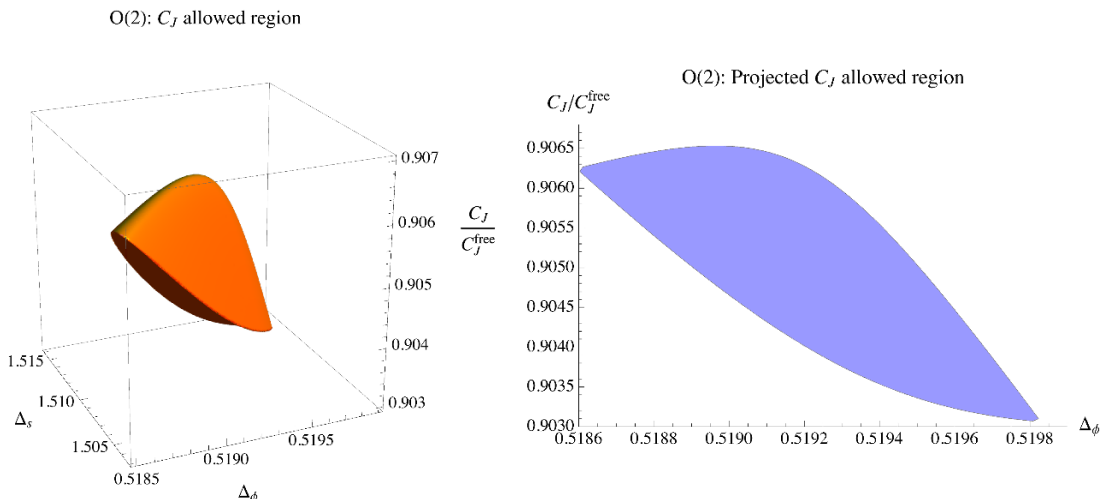 O(2): C_J allowed region
0.907
0.906
0.905
0.904
0.903
C_J
C_J^free
1.515
1.510
1.505
Δ_s
0.5185
0.5190
0.5195
Δ_ϕ
O(2): Projected C_J allowed region
C_J/C_J^free
0.9065
0.9060
0.9055
0.9050
0.9045
0.9040
0.9035
0.9030
0.5186 0.5188 0.5190 0.5192 0.5194 0.5196 0.5198 Δ_ϕ